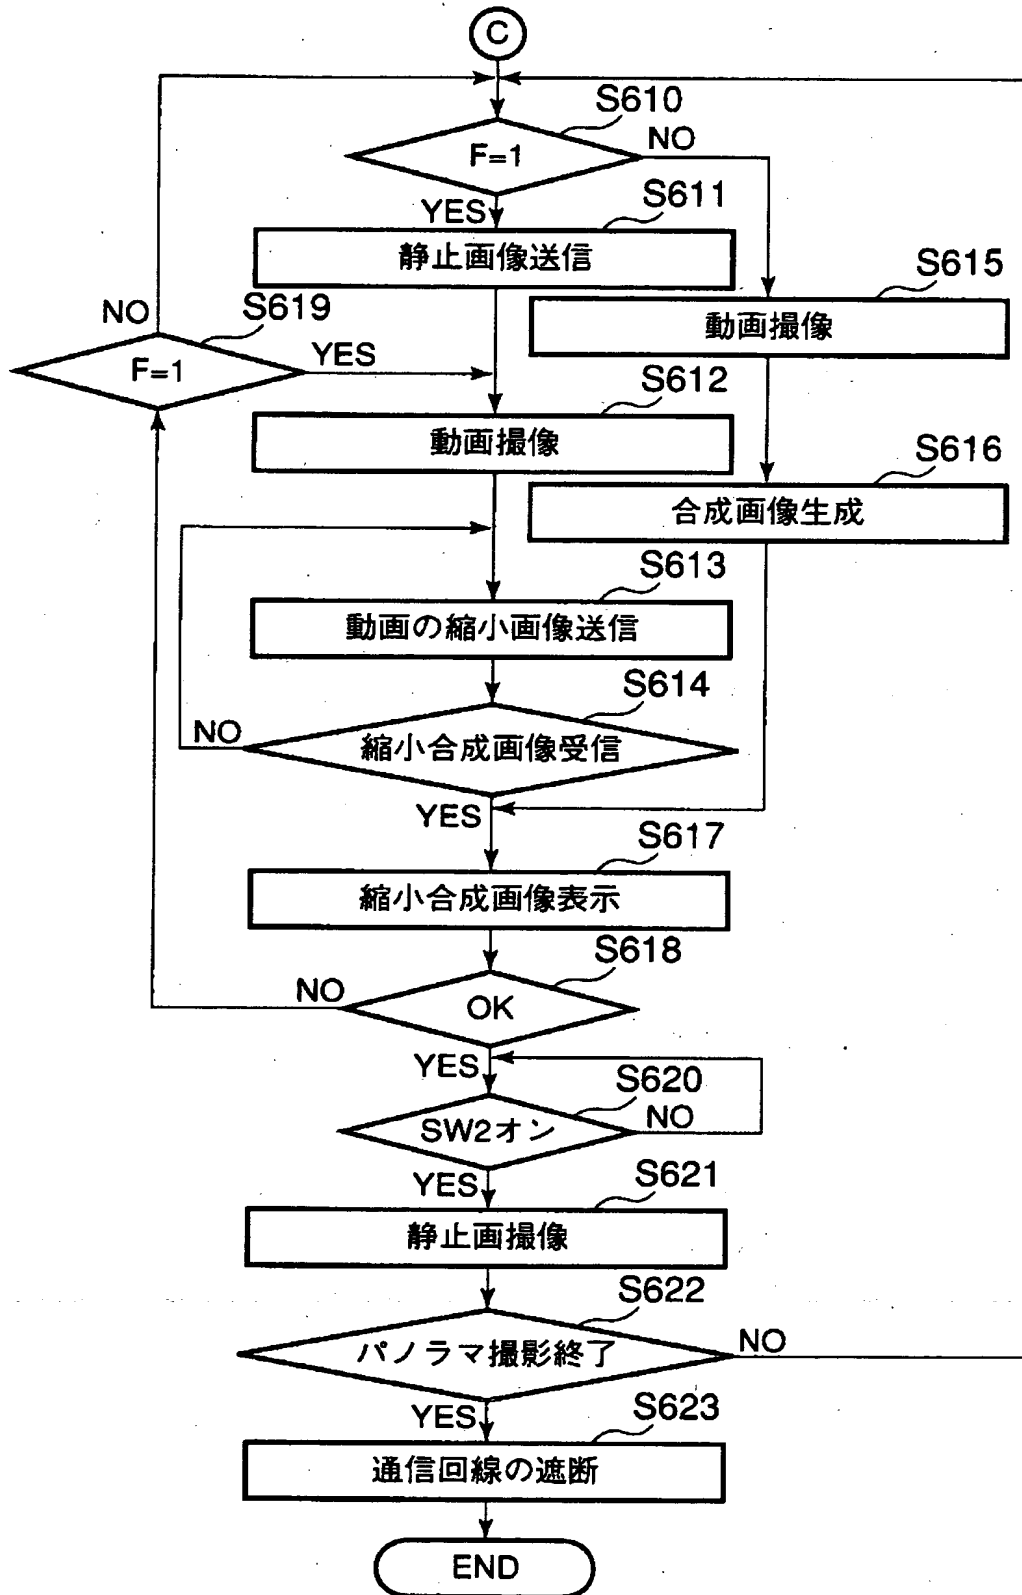 C
S610
F=1
NO
YES
S611
静止画像送信
S615
動画撮像
NO
S619
F=1
YES
S612
動画撮像
S616
合成画像生成
S613
動画の縮小画像送信
S614
NO
縮小合成画像受信
YES
S617
縮小合成画像表示
S618
NO
OK
YES
S620
SW2オン
NO
YES
S621
静止画撮像
S622
パノラマ撮影終了
NO
YES
S623
通信回線の遮断
END